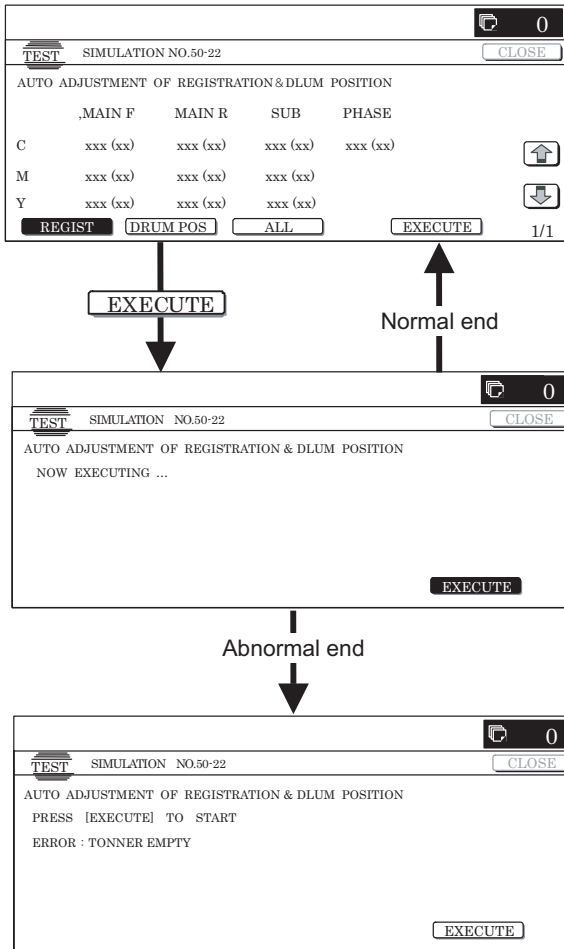 0
TEST SIMULATION NO.50-22 CLOSE
AUTO ADJUSTMENT OF REGISTRATION & DLUM POSITION
,MAIN F MAIN R SUB PHASE
C xxx (xx) xxx (xx) xxx (xx) xxx (xx)
M xxx (xx) xxx (xx) xxx (xx)
Y xxx (xx) xxx (xx) xxx (xx)
REGIST DRUM POS ALL EXECUTE 1/1
EXECUTE
Normal end
0
TEST SIMULATION NO.50-22 CLOSE
AUTO ADJUSTMENT OF REGISTRATION & DLUM POSITION
NOW EXECUTING ...
EXECUTE
Abnormal end
0
TEST SIMULATION NO.50-22 CLOSE
AUTO ADJUSTMENT OF REGISTRATION & DLUM POSITION
PRESS [EXECUTE] TO START
ERROR : TONNER EMPTY
EXECUTE